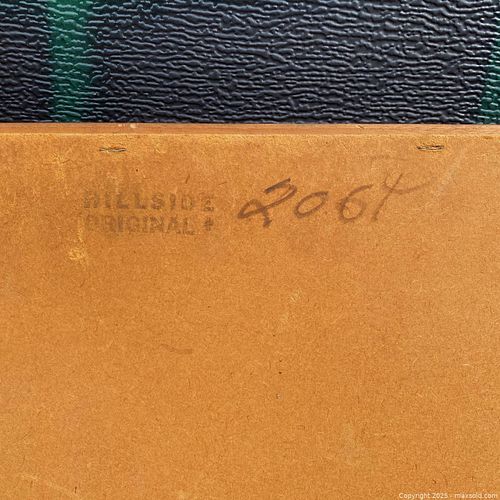 HILLSIDE
ORIGINAL # 2064
Copyright 2025 - maxsold.com